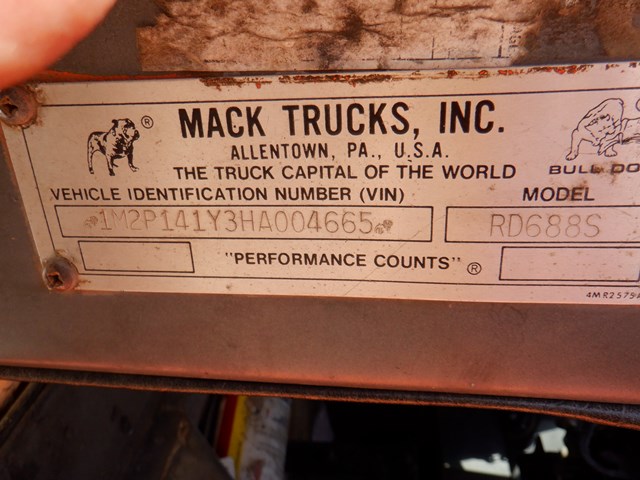 MACK TRUCKS, INC.
ALLENTOWN, PA., U.S.A.
THE TRUCK CAPITAL OF THE WORLD
BULL DO
VEHICLE IDENTIFICATION NUMBER (VIN) MODEL
1M2P141Y3HA004665 RD688S
"PERFORMANCE COUNTS" ®